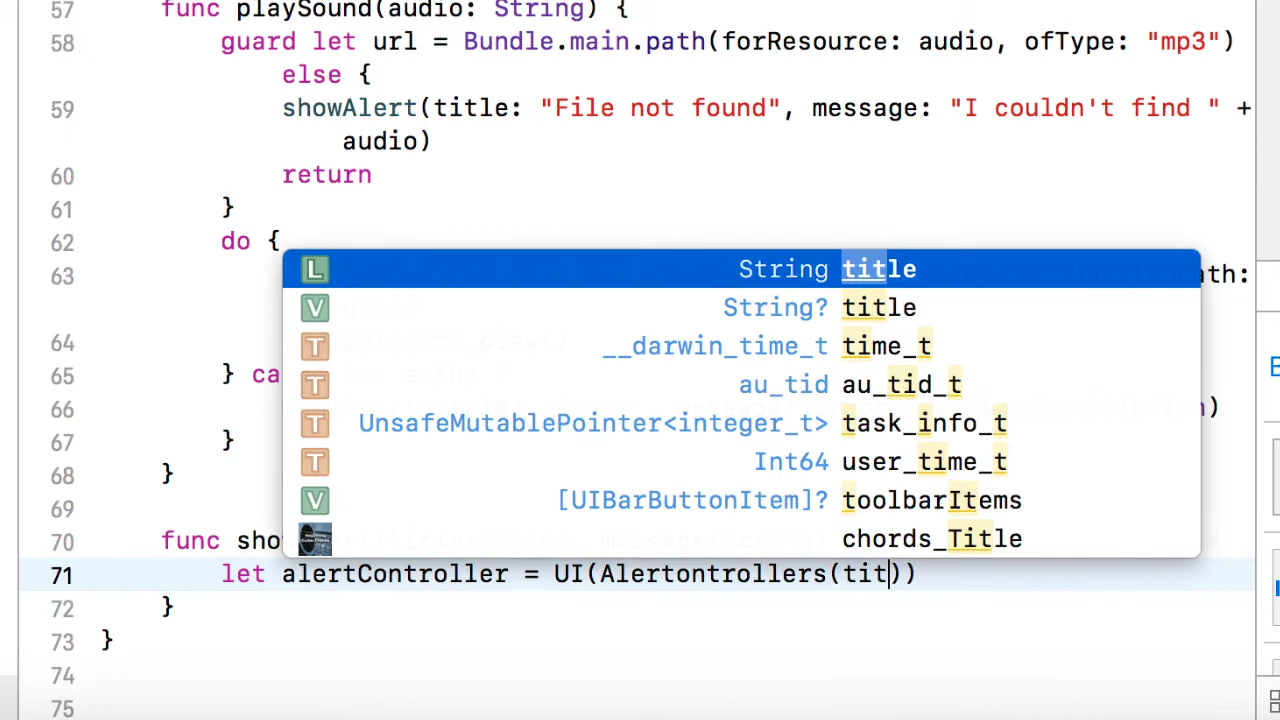 57 func playSound(audio: String) {
58 guard let url = Bundle.main.path(forResource: audio, ofType: "mp3")
else {
59 showAlert(title: "File not found", message: "I couldn't find " +
audio)
60 return
61 }
62 do {
63 ath:
64
65 } ca
66 )
67 }
68 }
69
70 func sho
71 let alertController = UI(Alertontrollers(tit))
72 }
73 }
74
75
L String title
V String? title
T __darwin_time_t time_t
T au_tid au_tid_t
T UnsafeMutablePointer<integer_t> task_info_t
T Int64 user_time_t
V [UIBarButtonItem]? toolbarItems
chords_Title